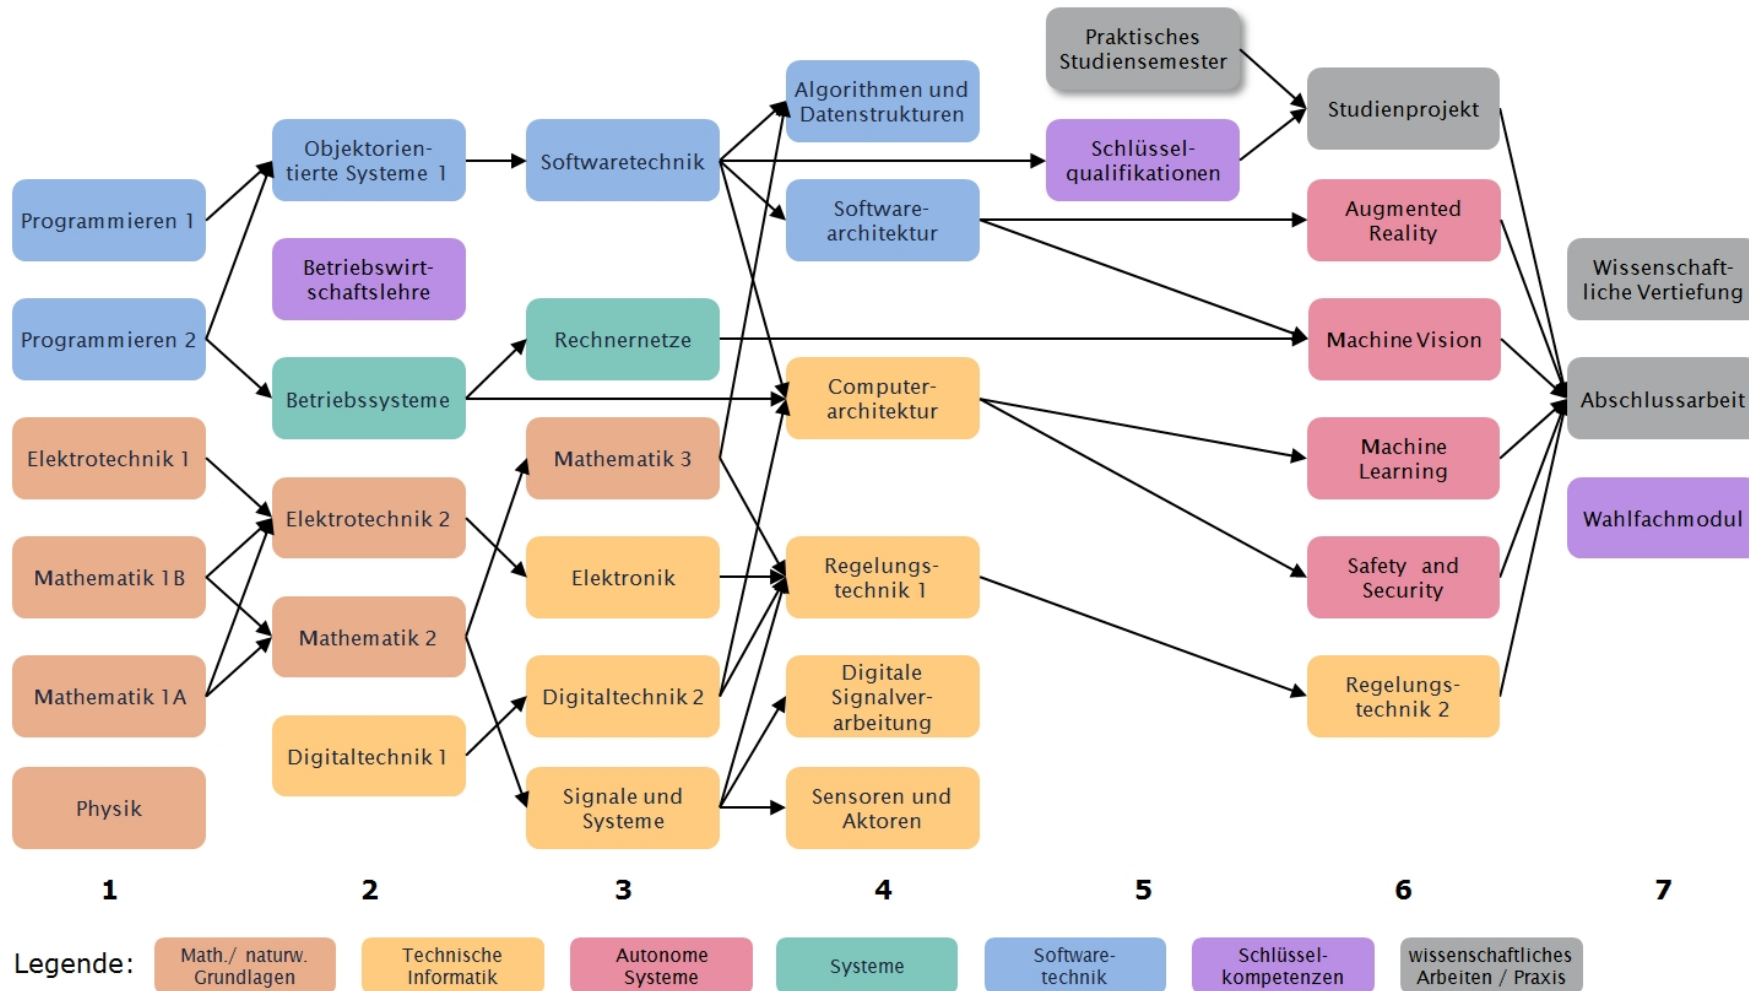 Programmieren 1
Programmieren 2
Elektrotechnik 1
Mathematik 1B
Mathematik 1A
Physik
Objektorien-
tierte Systeme 1
Betriebswirt-
schaftslehre
Betriebssysteme
Elektrotechnik 2
Mathematik 2
Digitaltechnik 1
Softwaretechnik
Rechnernetze
Mathematik 3
Elektronik
Digitaltechnik 2
Signale und
Systeme
Algorithmen und
Datenstrukturen
Software-
architektur
Computer-
architektur
Regelungs-
technik 1
Digitale
Signalver-
arbeitung
Sensoren und
Aktoren
Praktisches
Studiensemester
Schlüssel-
qualifikationen
Studienprojekt
Augmented
Reality
Machine Vision
Machine
Learning
Safety and
Security
Regelungs-
technik 2
Wissenschaft-
liche Vertiefung
Abschlussarbeit
Wahlfachmodul
1 2 3 4 5 6 7
Legende:
Math./ naturw.
Grundlagen
Technische
Informatik
Autonome
Systeme
Systeme
Software-
technik
Schlüssel-
kompetenzen
wissenschaftliches
Arbeiten / Praxis